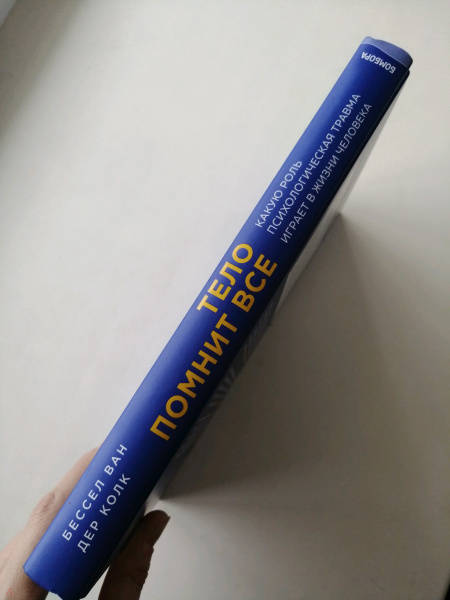 БЕССЕЛ ВАН
ДЕР КОЛК
ТЕЛО
ПОМНИТ ВСЕ
КАКУЮ РОЛЬ
ПСИХОЛОГИЧЕСКАЯ ТРАВМА
ИГРАЕТ В ЖИЗНИ ЧЕЛОВЕКА
БОМБОРА